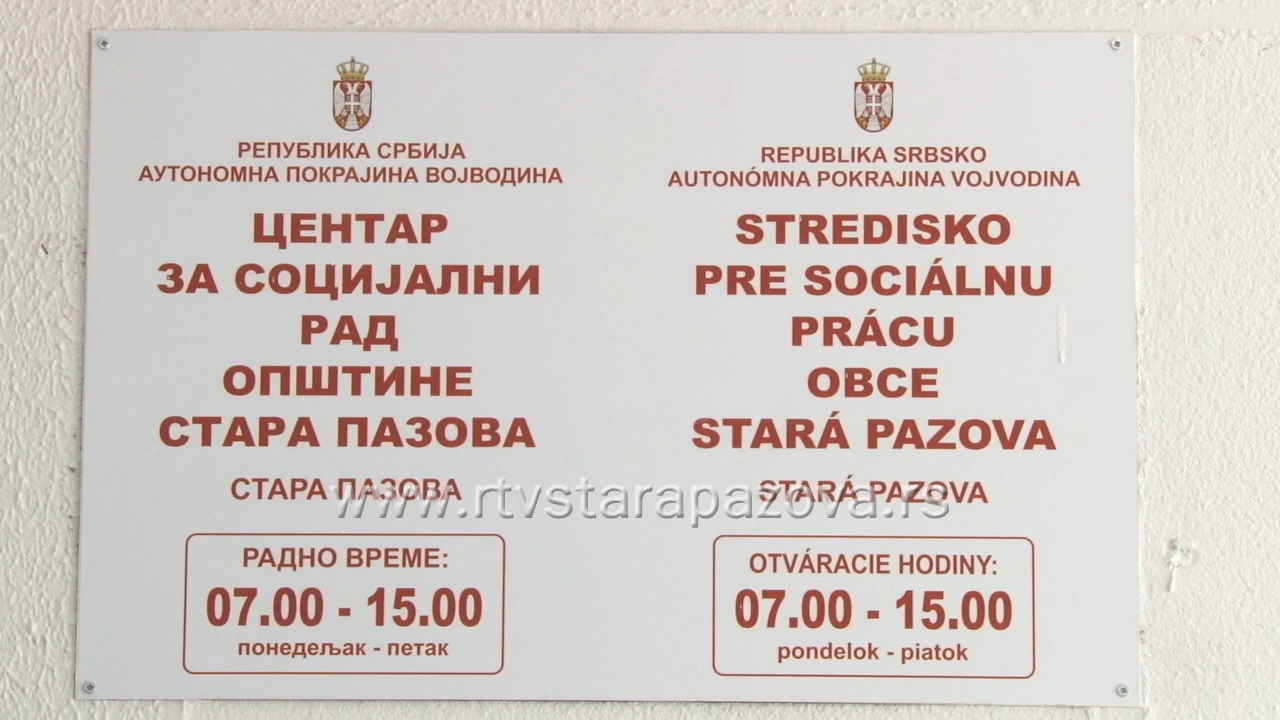 РЕПУБЛИКА СРБИЈА
АУТОНОМНА ПОКРАЈИНА ВОЈВОДИНА
ЦЕНТАР
ЗА СОЦИЈАЛНИ
РАД
ОПШТИНЕ
СТАРА ПАЗОВА
СТАРА ПАЗОВА
РАДНО ВРЕМЕ:
07.00 - 15.00
понедељак - петак
REPUBLIKA SRBSKO
AUTONÓMNA POKRAJINA VOJVODINA
STREDISKO
PRE SOCIÁLNU
PRÁCU
OBCE
STARÁ PAZOVA
STARÁ PAZOVA
OTVÁRACIE HODINY:
07.00 - 15.00
pondelok - piatok
www.rtvstarapazova.rs